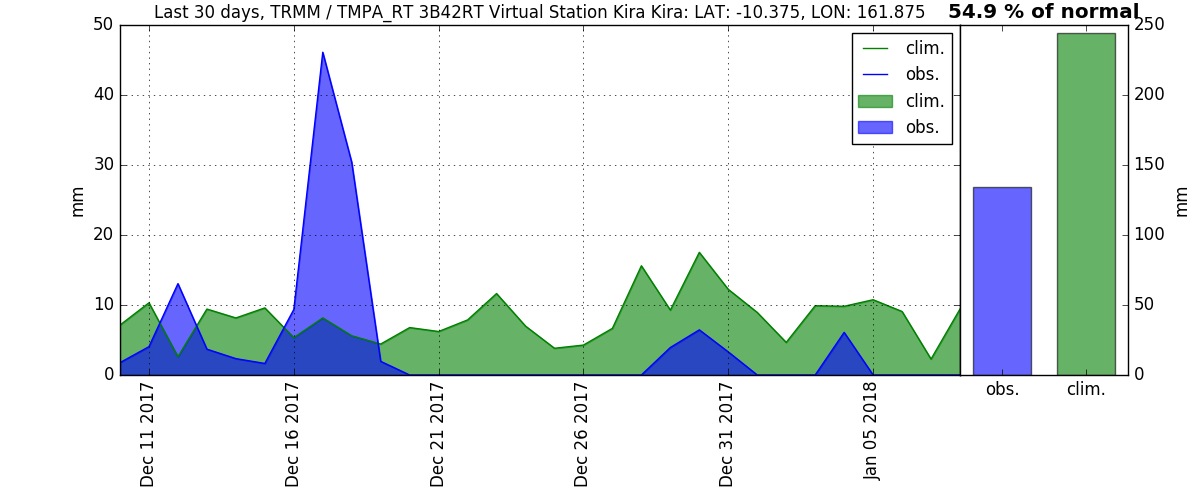 Last 30 days, TRMM / TMPA_RT 3B42RT Virtual Station Kira Kira: LAT: -10.375, LON: 161.875
54.9 % of normal
50
40
30
20
10
0
mm
clim.
obs.
clim.
obs.
250
200
150
100
50
0
mm
Dec 11 2017
Dec 16 2017
Dec 21 2017
Dec 26 2017
Dec 31 2017
Jan 05 2018
obs.
clim.